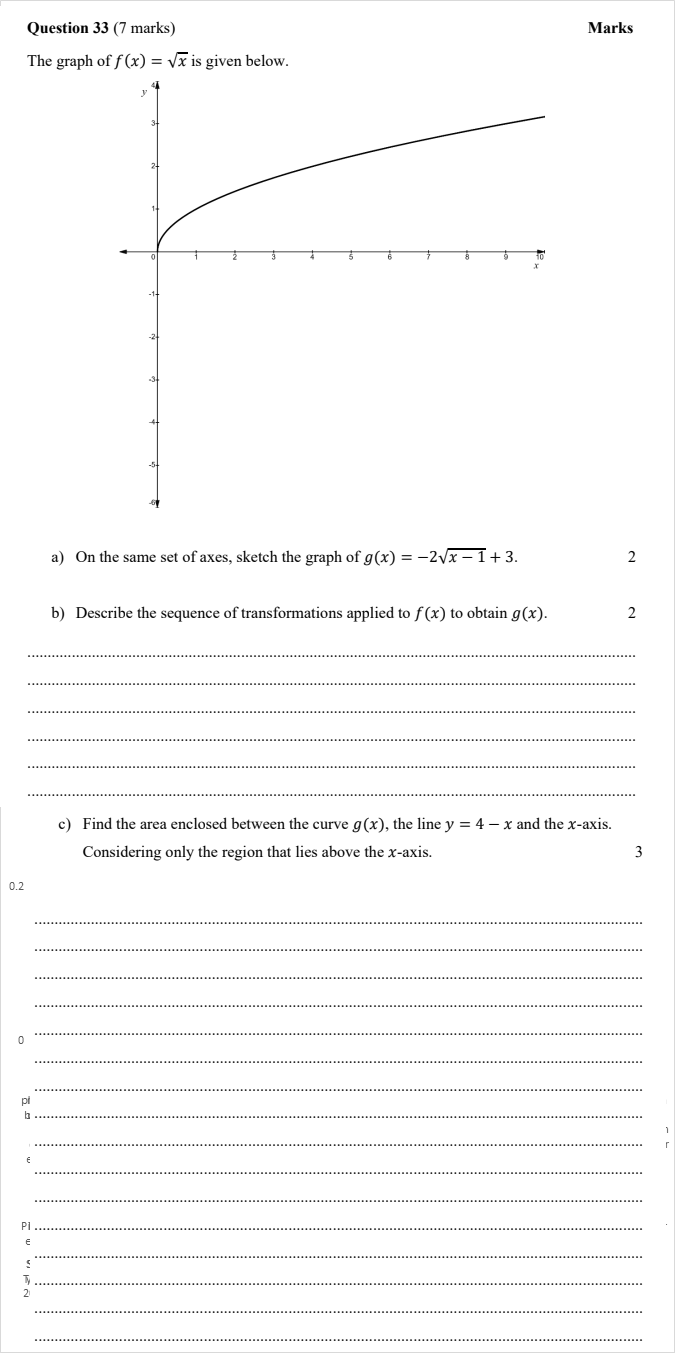 Question 33 (7 marks) Marks
The graph of f(x) = √x is given below.
y
4
3
2
1
0 1 2 3 4 5 6 7 8 9 10
x
-1
-2
-3
-4
-5
-6
a) On the same set of axes, sketch the graph of g(x) = −2√(x − 1) + 3. 2
b) Describe the sequence of transformations applied to f(x) to obtain g(x). 2
c) Find the area enclosed between the curve g(x), the line y = 4 − x and the x-axis.
Considering only the region that lies above the x-axis. 3
0.2
0